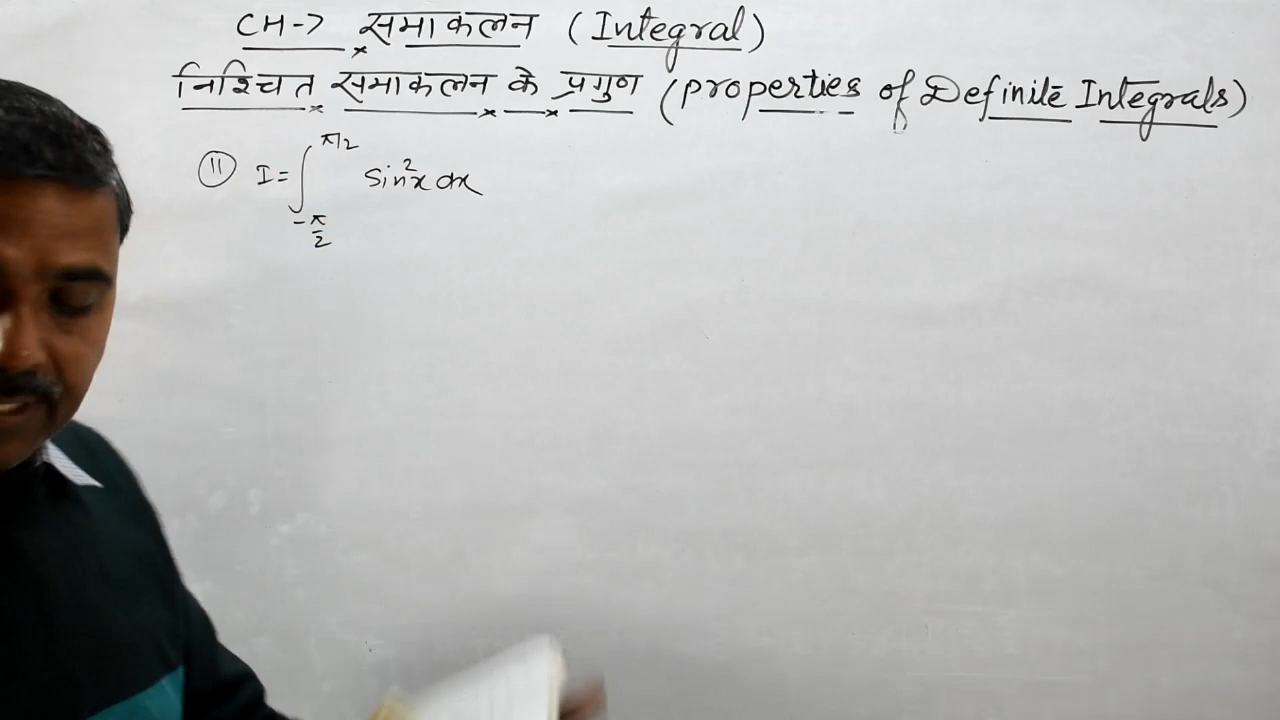 CH-7 समाकलन (Integral)
निश्चित समाकलन के प्रगुण (properties of Definite Integrals)
(11) I = ∫_{-π/2}^{π/2} sin²x dx